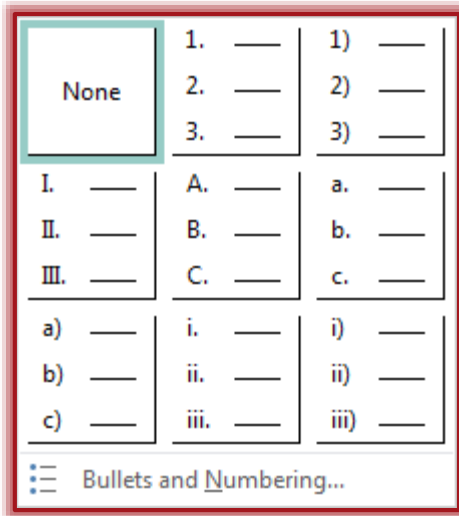 None
1.
2.
3.
1)
2)
3)
I.
II.
III.
A.
B.
C.
a.
b.
c.
a)
b)
c)
i.
ii.
iii.
i)
ii)
iii)
Bullets and Numbering...